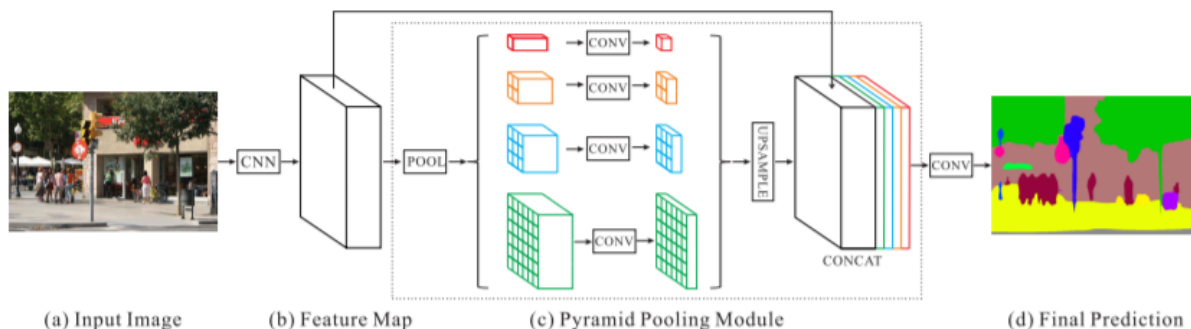 CNN
POOL
CONV
CONV
CONV
CONV
UPSAMPLE
CONCAT
CONV
(a) Input Image
(b) Feature Map
(c) Pyramid Pooling Module
(d) Final Prediction